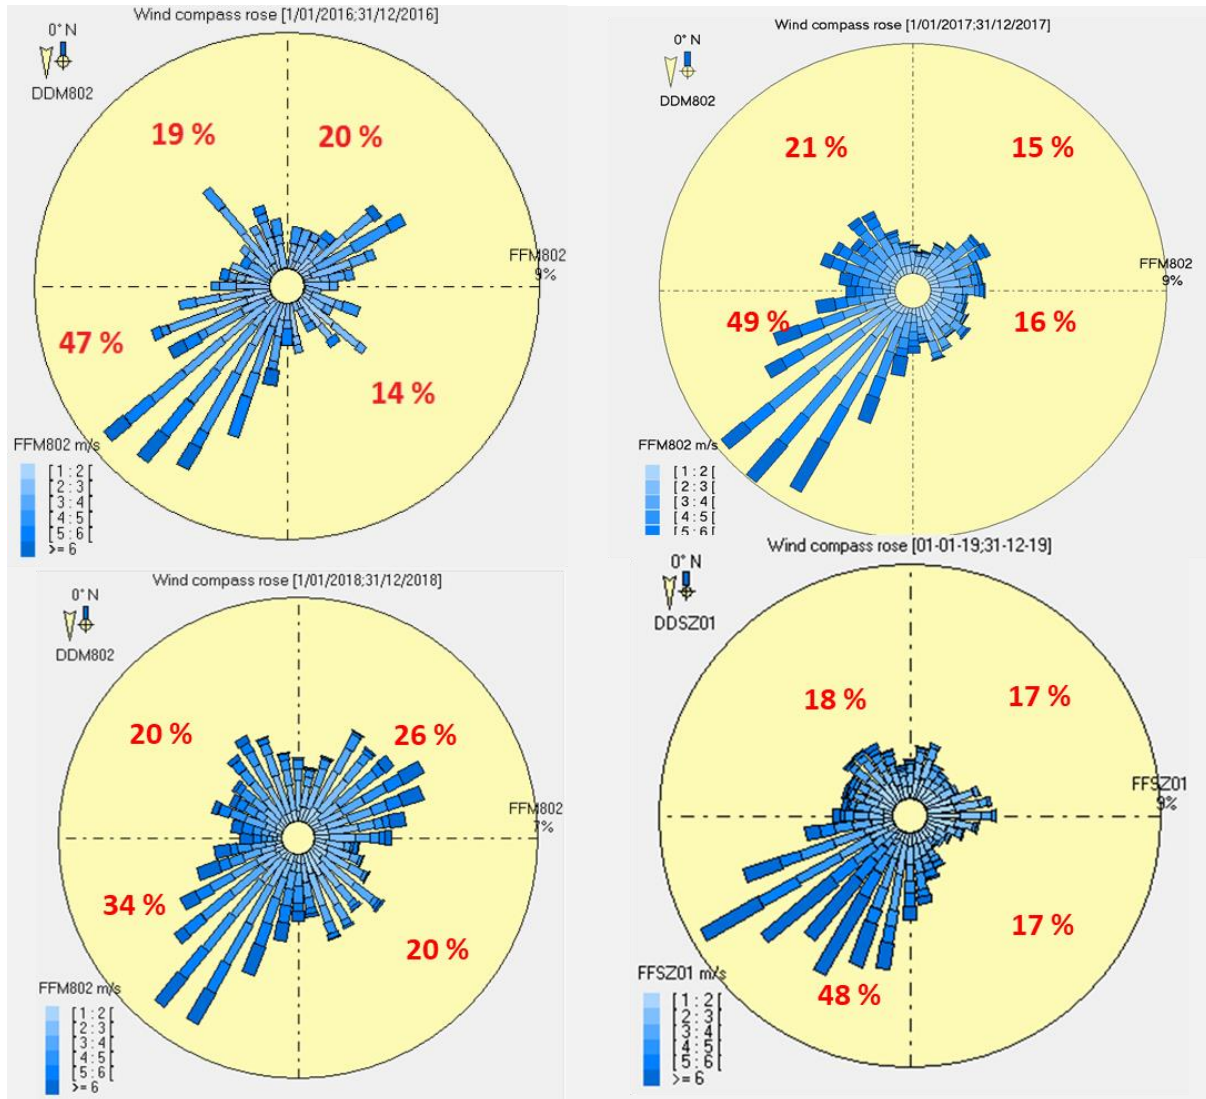 Wind compass rose [1/01/2016;31/12/2016]
0° N
DDM802
19 %
20 %
FFM802
9%
47 %
14 %
FFM802 m/s
[ 1 : 2 [
[ 2 : 3 [
[ 3 : 4 [
[ 4 : 5 [
[ 5 : 6 [
>= 6
Wind compass rose [1/01/2017;31/12/2017]
0° N
DDM802
21 %
15 %
FFM802
9%
49 %
16 %
FFM802 m/s
[ 1 : 2 [
[ 2 : 3 [
[ 3 : 4 [
[ 4 : 5 [
[ 5 : 6 [
Wind compass rose [1/01/2018;31/12/2018]
0° N
DDM802
20 %
26 %
FFM802
7%
34 %
20 %
FFM802 m/s
[ 1 : 2 [
[ 2 : 3 [
[ 3 : 4 [
[ 4 : 5 [
[ 5 : 6 [
>= 6
Wind compass rose [01-01-19;31-12-19]
0° N
DDSZ01
18 %
17 %
FFSZ01
9%
17 %
48 %
FFSZ01 m/s
[ 1 : 2 [
[ 2 : 3 [
[ 3 : 4 [
[ 4 : 5 [
[ 5 : 6 [
>= 6